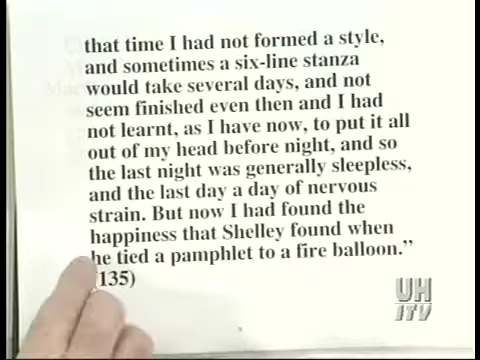 that time I had not formed a style,
and sometimes a six-line stanza
would take several days, and not
seem finished even then and I had
not learnt, as I have now, to put it all
out of my head before night, and so
the last night was generally sleepless,
and the last day a day of nervous
strain. But now I had found the
happiness that Shelley found when
he tied a pamphlet to a fire balloon.”
(135)
UH
ITV